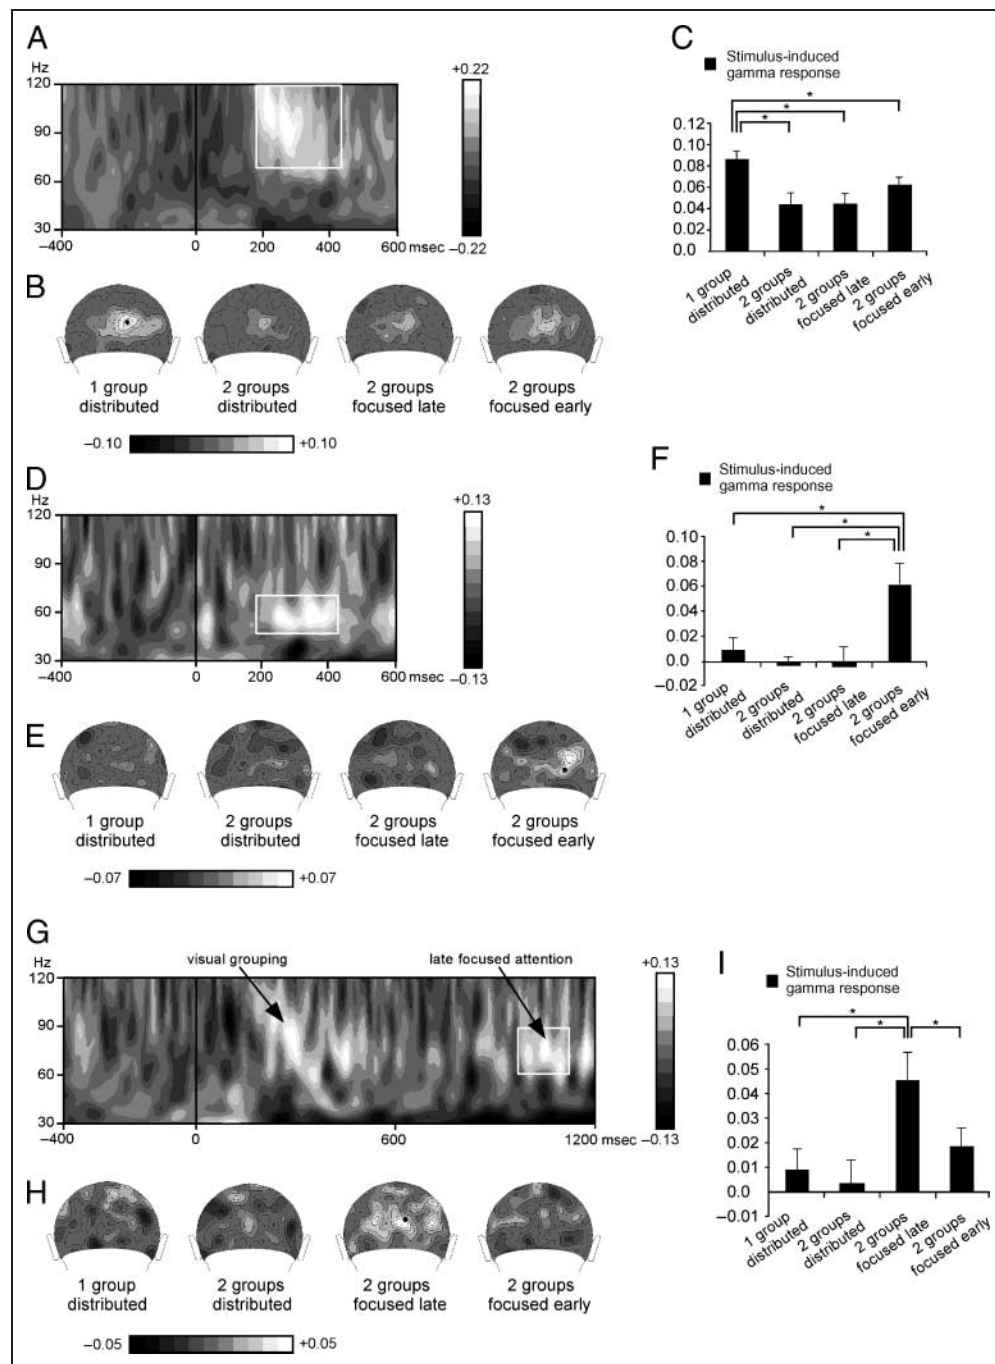 A
Hz
120
90
60
30
−400
0
200
400
600 msec
+0.22
−0.22
C
Stimulus-induced
gamma response
*
*
*
0.12
0.10
0.08
0.06
0.04
0.02
0.0
1 group
distributed
2 groups
distributed
2 groups
focused late
2 groups
focused early
B
1 group
distributed
2 groups
distributed
2 groups
focused late
2 groups
focused early
−0.10
+0.10
D
Hz
120
90
60
30
−400
0
200
400
600 msec
+0.13
−0.13
F
Stimulus-induced
gamma response
*
*
*
0.10
0.08
0.06
0.04
0.02
0.0
−0.02
1 group
distributed
2 groups
distributed
2 groups
focused late
2 groups
focused early
E
1 group
distributed
2 groups
distributed
2 groups
focused late
2 groups
focused early
−0.07
+0.07
G
visual grouping
late focused attention
Hz
120
90
60
30
−400
0
600
1200 msec
+0.13
−0.13
I
Stimulus-induced
gamma response
*
*
*
0.06
0.05
0.04
0.03
0.02
0.01
0.0
−0.01
1 group
distributed
2 groups
distributed
2 groups
focused late
2 groups
focused early
H
1 group
distributed
2 groups
distributed
2 groups
focused late
2 groups
focused early
−0.05
+0.05